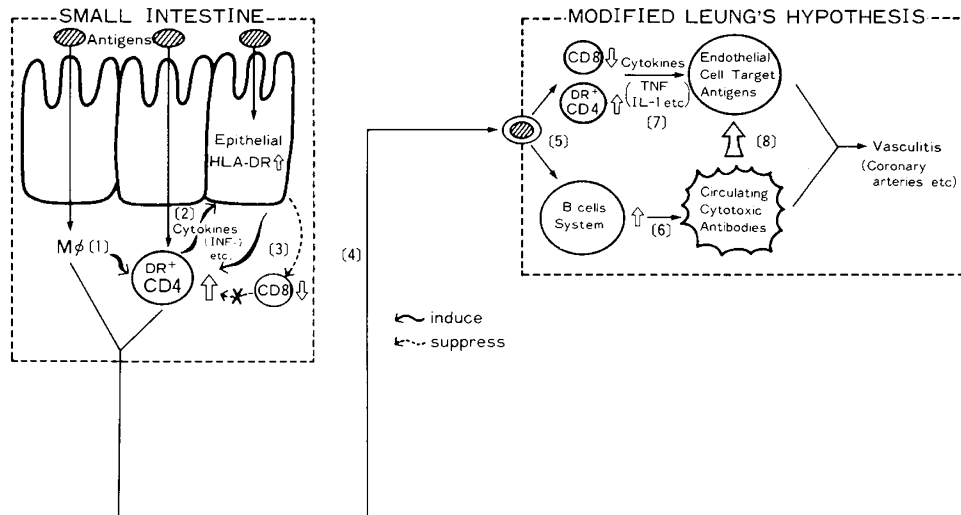 SMALL INTESTINE
Antigens
Epithelial
HLA-DR⇧
(2)
Cytokines
(INF-)
etc.
(3)
Mϕ (1)
DR+
CD4
⇧
CD8 ⇩
(4)
induce
suppress
MODIFIED LEUNG'S HYPOTHESIS
CD8 ⇩
Cytokines
DR+
CD4 ⇧
(TNF
IL-1 etc)
(7)
Endothelial
Cell Target
Antigens
(5)
(8)
Vasculitis
(Coronary
arteries etc)
B cells
System
⇧
(6)
Circulating
Cytotoxic
Antibodies